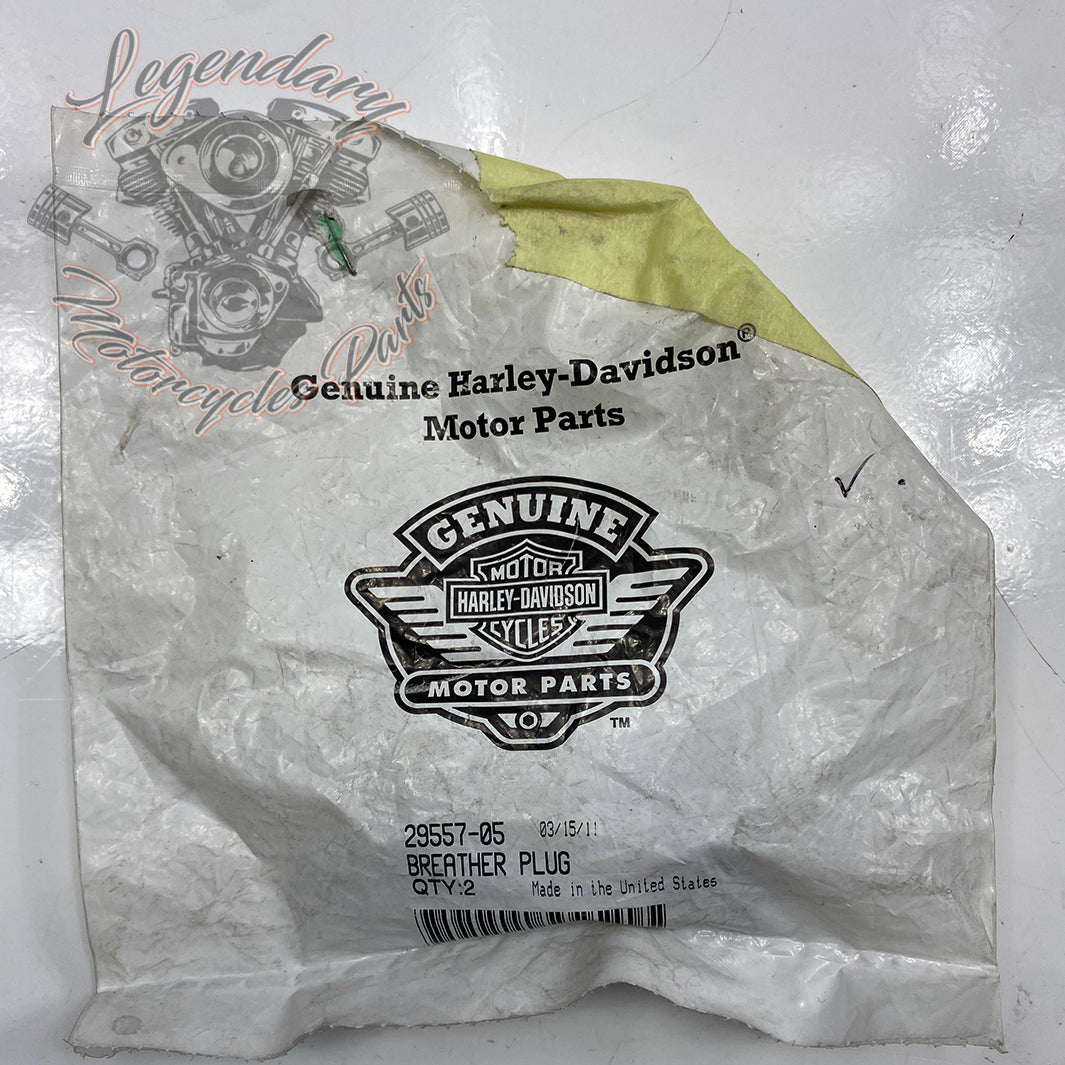 Legendary
Motorcycles Parts
Genuine Harley-Davidson®
Motor Parts
GENUINE
MOTOR
HARLEY-DAVIDSON
CYCLES
MOTOR PARTS
TM
29557-05 03/15/11
BREATHER PLUG
QTY:2 Made in the United States